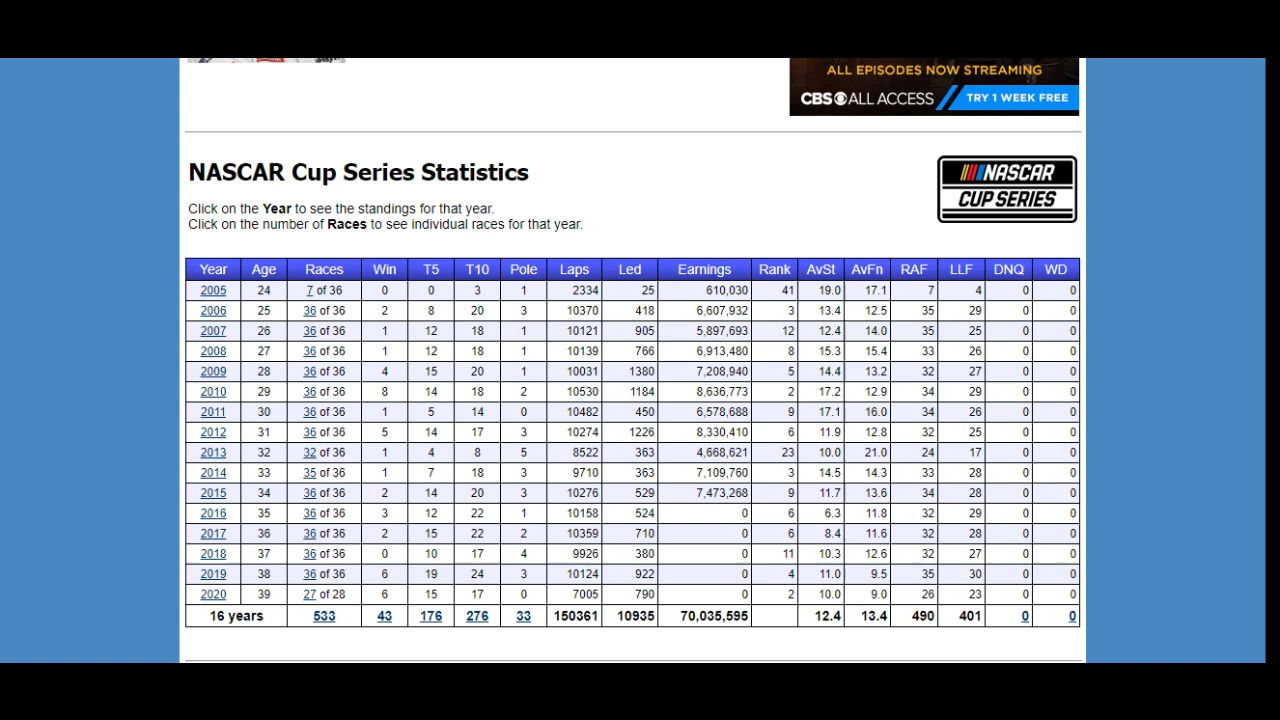 ALL EPISODES NOW STREAMING
CBS ALL ACCESS TRY 1 WEEK FREE
NASCAR Cup Series Statistics
NASCAR
CUP SERIES
Click on the Year to see the standings for that year.
Click on the number of Races to see individual races for that year.
Year Age Races Win T5 T10 Pole Laps Led Earnings Rank AvSt AvFn RAF LLF DNQ WD
2005 24 7 of 36 0 0 3 1 2334 25 610,030 41 19.0 17.1 7 4 0 0
2006 25 36 of 36 2 8 20 3 10370 418 6,607,932 3 13.4 12.5 35 29 0 0
2007 26 36 of 36 1 12 18 1 10121 905 5,897,693 12 12.4 14.0 35 25 0 0
2008 27 36 of 36 1 12 18 1 10139 766 6,913,480 8 15.3 15.4 33 26 0 0
2009 28 36 of 36 4 15 20 1 10031 1380 7,208,940 5 14.4 13.2 32 27 0 0
2010 29 36 of 36 8 14 18 2 10530 1184 8,636,773 2 17.2 12.9 34 29 0 0
2011 30 36 of 36 1 5 14 0 10482 450 6,578,688 9 17.1 16.0 34 26 0 0
2012 31 36 of 36 5 14 17 3 10274 1226 8,330,410 6 11.9 12.8 32 25 0 0
2013 32 32 of 36 1 4 8 5 8522 363 4,668,621 23 10.0 21.0 24 17 0 0
2014 33 35 of 36 1 7 18 3 9710 363 7,109,760 3 14.5 14.3 33 28 0 0
2015 34 36 of 36 2 14 20 3 10276 529 7,473,268 9 11.7 13.6 34 28 0 0
2016 35 36 of 36 3 12 22 1 10158 524 0 6 6.3 11.8 32 29 0 0
2017 36 36 of 36 2 15 22 2 10359 710 0 6 8.4 11.6 32 28 0 0
2018 37 36 of 36 0 10 17 4 9926 380 0 11 10.3 12.6 32 27 0 0
2019 38 36 of 36 6 19 24 3 10124 922 0 4 11.0 9.5 35 30 0 0
2020 39 27 of 28 6 15 17 0 7005 790 0 2 10.0 9.0 26 23 0 0
16 years 533 43 176 276 33 150361 10935 70,035,595 12.4 13.4 490 401 0 0